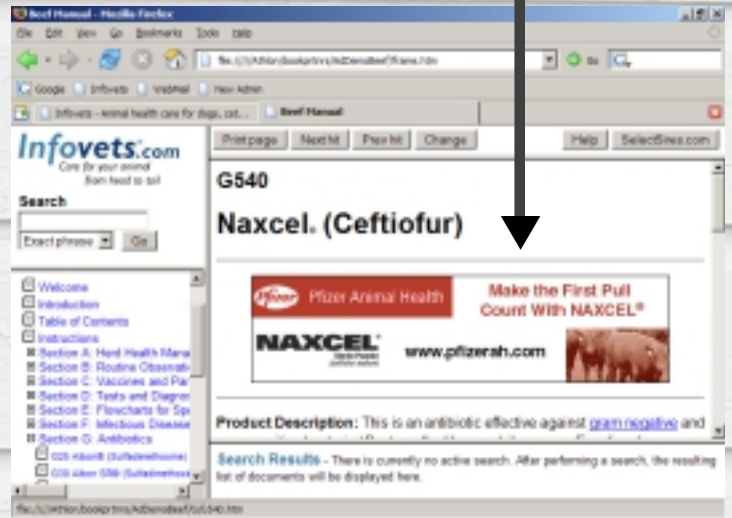 Beef Manual - Mozilla Firefox
File Edit View Go Bookmarks Tools Help
Go
Google Infovets WebMail New Admin
Infovets - Animal health care for dogs, cat... Beef Manual
Print page Next hit Prev hit Change Help SelectSires.com
Infovets.com
Care for your animal
from head to tail
Search
Exact phrase Go
Welcome
Introduction
Table of Contents
Instructions
Section A: Herd Health Mana
Section B: Routine Observati
Section C: Vaccines and Par
Section D: Tests and Diagnos
Section E: Flowcharts for Spe
Section F: Infectious Disease
Section G: Antibiotics
G540
Naxcel® (Ceftiofur)
Pfizer Pfizer Animal Health
Make the First Pull
Count With NAXCEL®
NAXCEL®
www.pfizerah.com
Product Description: This is an antibiotic effective against gram negative and
Search Results - There is currently no active search. After performing a search, the resulting
list of documents will be displayed here.